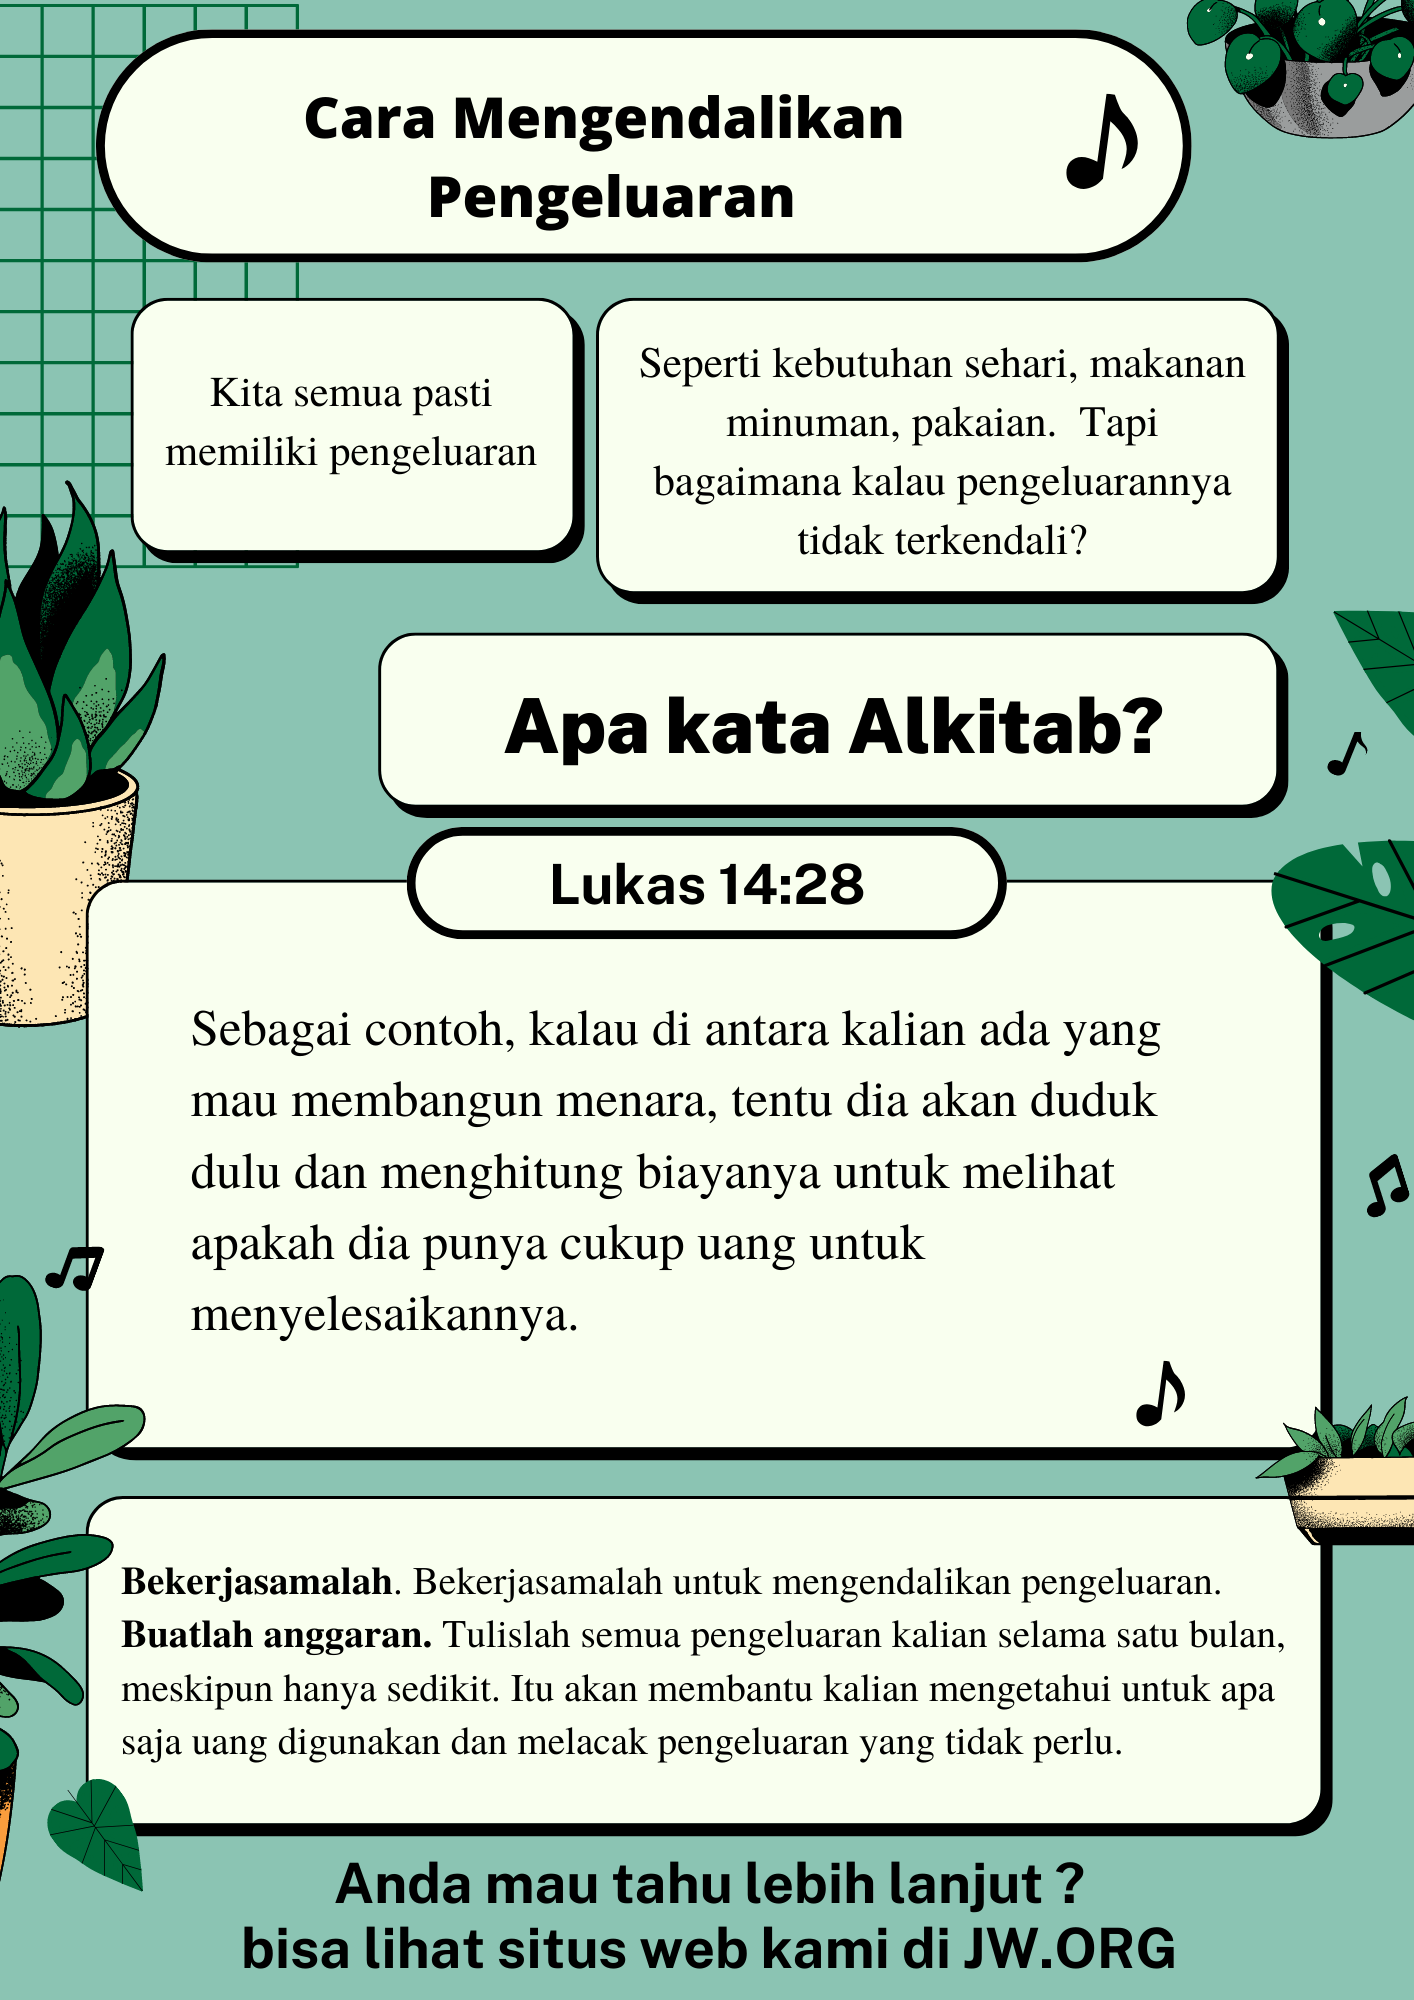 Cara Mengendalikan
Pengeluaran
Kita semua pasti
memiliki pengeluaran
Seperti kebutuhan sehari, makanan
minuman, pakaian.  Tapi
bagaimana kalau pengeluarannya
tidak terkendali?
Apa kata Alkitab?
Lukas 14:28
Sebagai contoh, kalau di antara kalian ada yang
mau membangun menara, tentu dia akan duduk
dulu dan menghitung biayanya untuk melihat
apakah dia punya cukup uang untuk
menyelesaikannya.
Bekerjasamalah. Bekerjasamalah untuk mengendalikan pengeluaran.
Buatlah anggaran. Tulislah semua pengeluaran kalian selama satu bulan,
meskipun hanya sedikit. Itu akan membantu kalian mengetahui untuk apa
saja uang digunakan dan melacak pengeluaran yang tidak perlu.
Anda mau tahu lebih lanjut ?
bisa lihat situs web kami di JW.ORG